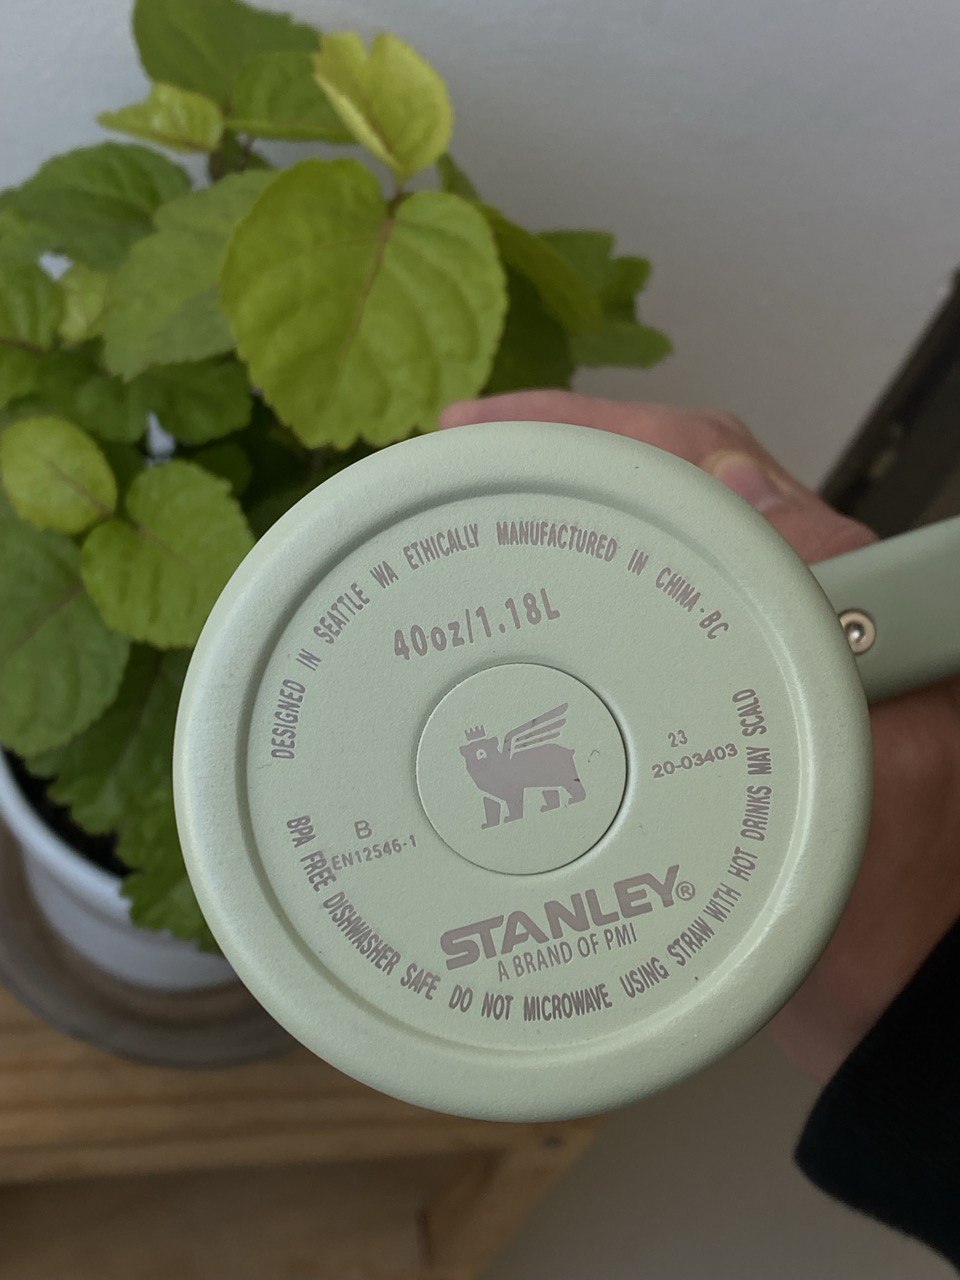 DESIGNED IN SEATTLE WA ETHICALLY MANUFACTURED IN CHINA·BC
40oz/1.18L
23
20-03403
B
EN12546-1
STANLEY®
A BRAND OF PMI
BPA FREE DISHWASHER SAFE DO NOT MICROWAVE USING STRAW WITH HOT DRINKS MAY SCALD